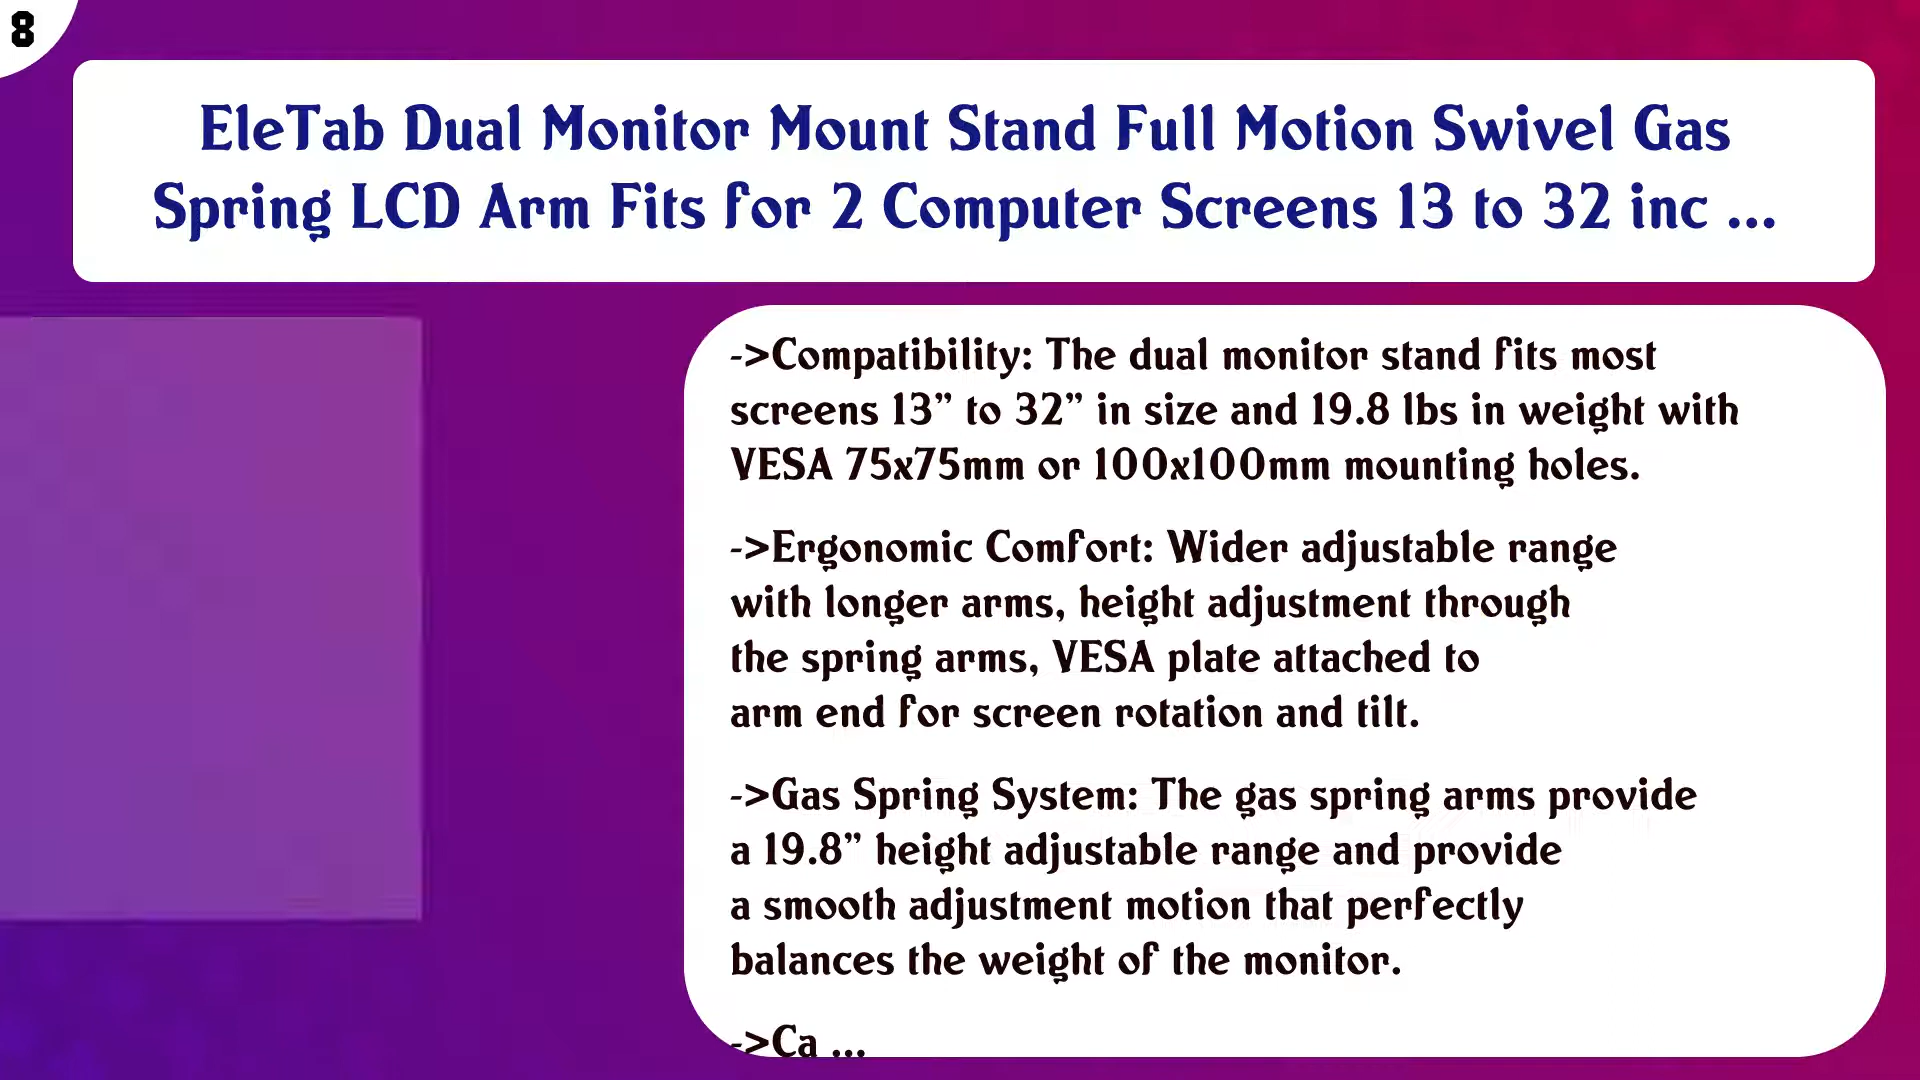 8
EleTab Dual Monitor Mount Stand Full Motion Swivel Gas
Spring LCD Arm Fits for 2 Computer Screens 13 to 32 inc ...
->Compatibility: The dual monitor stand fits most
screens 13” to 32” in size and 19.8 lbs in weight with
VESA 75x75mm or 100x100mm mounting holes.
->Ergonomic Comfort: Wider adjustable range
with longer arms, height adjustment through
the spring arms, VESA plate attached to
arm end for screen rotation and tilt.
->Gas Spring System: The gas spring arms provide
a 19.8” height adjustable range and provide
a smooth adjustment motion that perfectly
balances the weight of the monitor.
->Ca ...